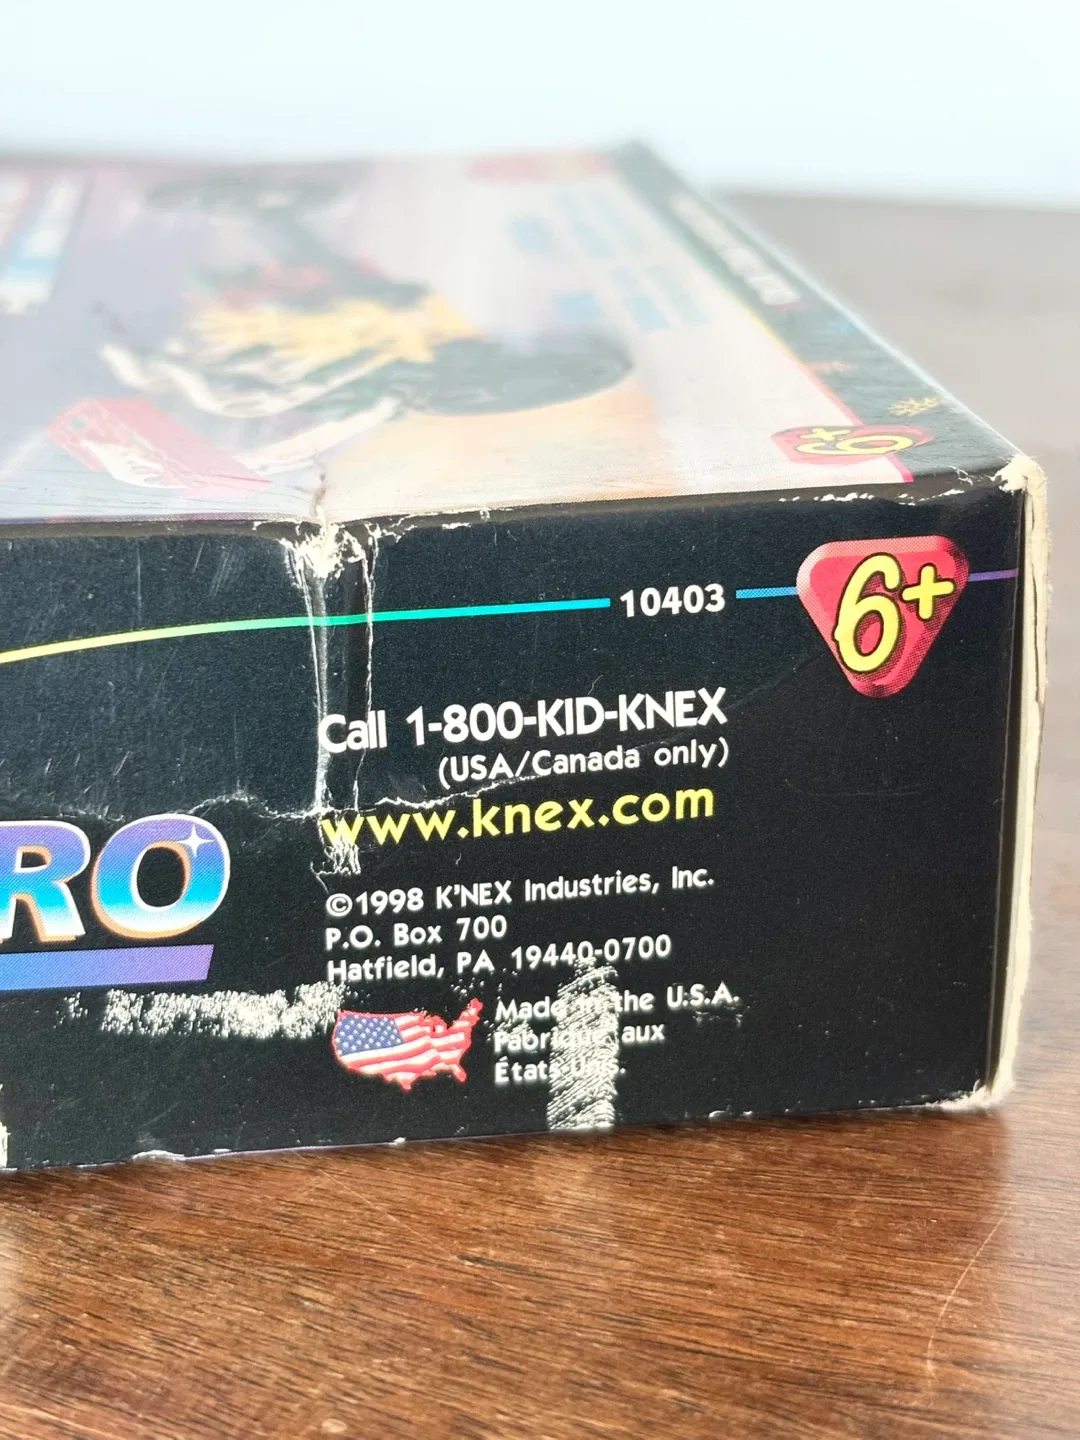 6+
10403
6+
Call 1-800-KID-KNEX
(USA/Canada only)
www.knex.com
RO
©1998 K'NEX Industries, Inc.
P.O. Box 700
Hatfield, PA 19440-0700
Made in the U.S.A.
Fabriqué aux
États-Unis.